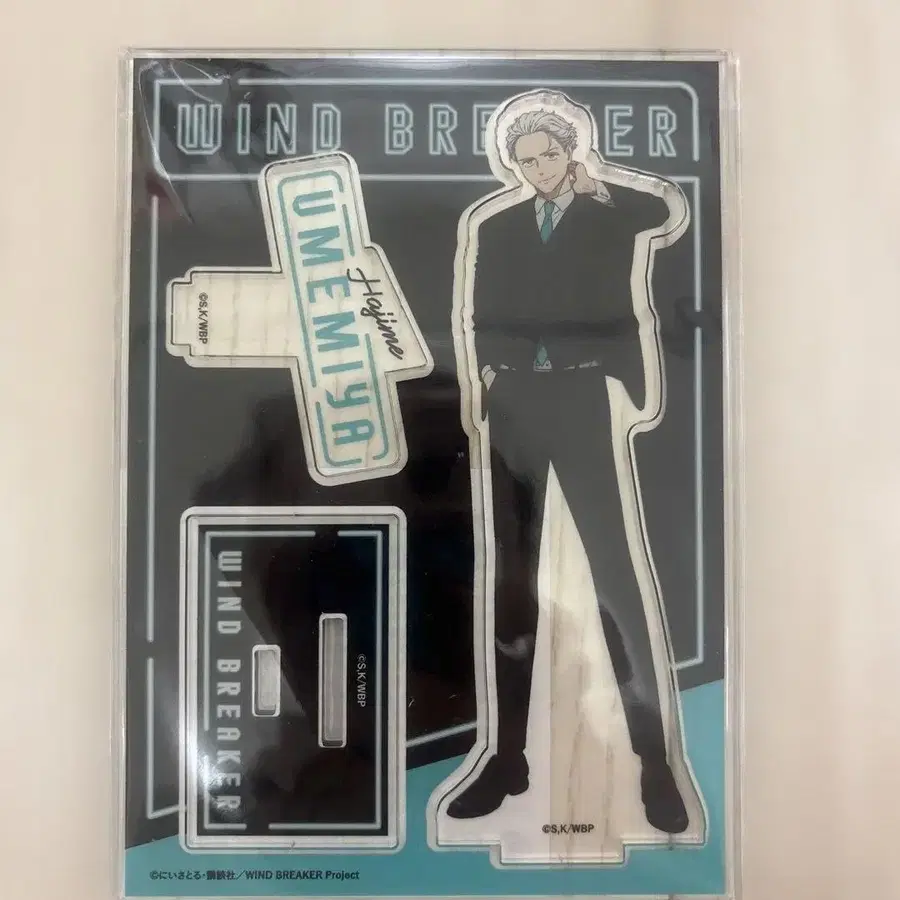 WIND BREAKER
UMEMIYA
Hajime
©S,K/WBP
WIND BREAKER
©S,K/WBP
©S,K/WBP
©にいさとる・講談社／WIND BREAKER Project